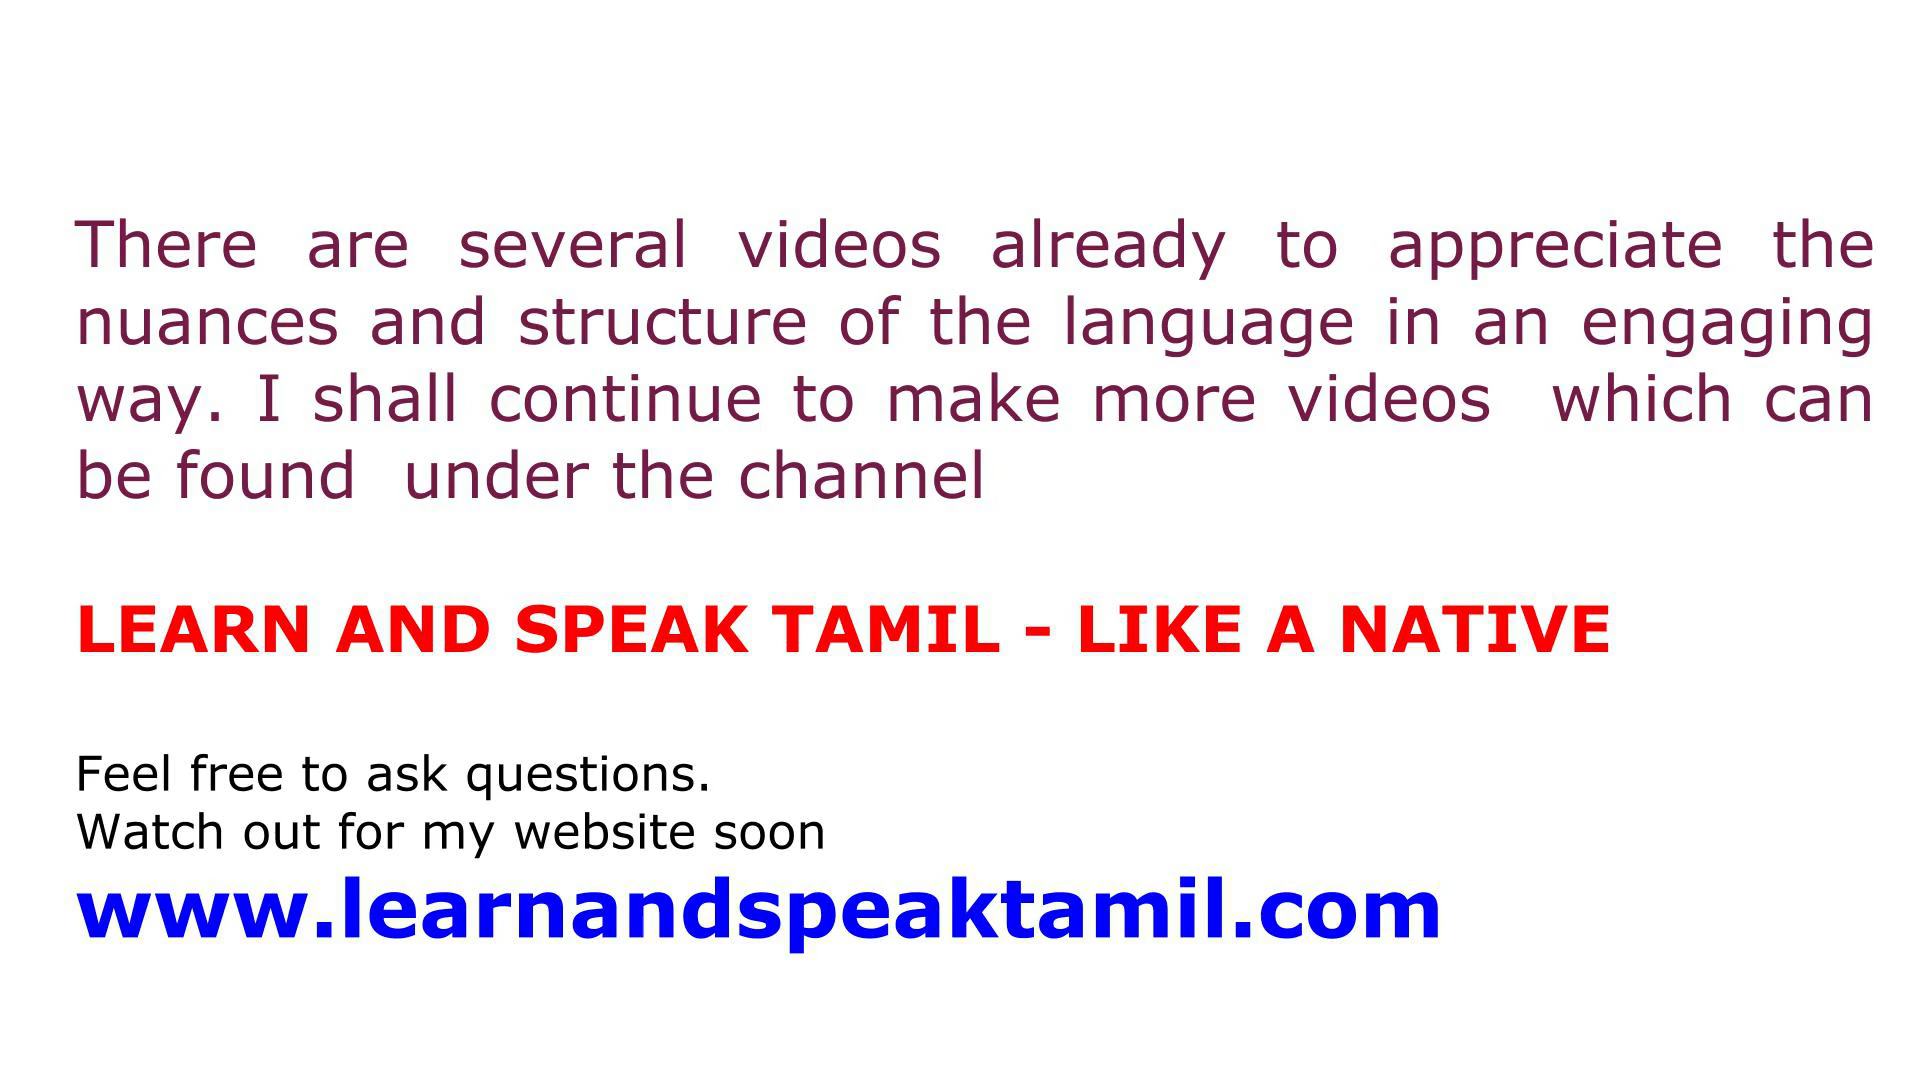 There are several videos already to appreciate the
nuances and structure of the language in an engaging
way. I shall continue to make more videos  which can
be found  under the channel
LEARN AND SPEAK TAMIL - LIKE A NATIVE
Feel free to ask questions.
Watch out for my website soon
www.learnandspeaktamil.com